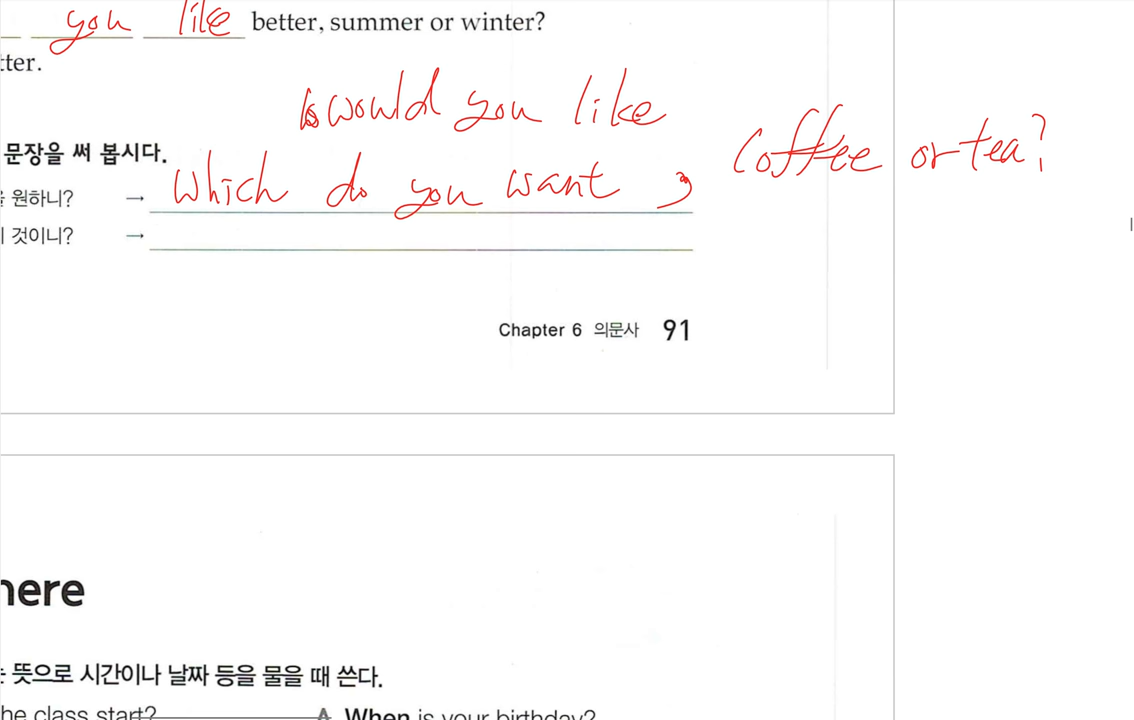 you like better, summer or winter?
tter.
would you like
coffee or tea?
문장을 써 봅시다.
원하니? → which do you want ,
것이니? →
Chapter 6 의문사 91
here
는 뜻으로 시간이나 날짜 등을 물을 때 쓴다.
he class start? A When is your birthday?